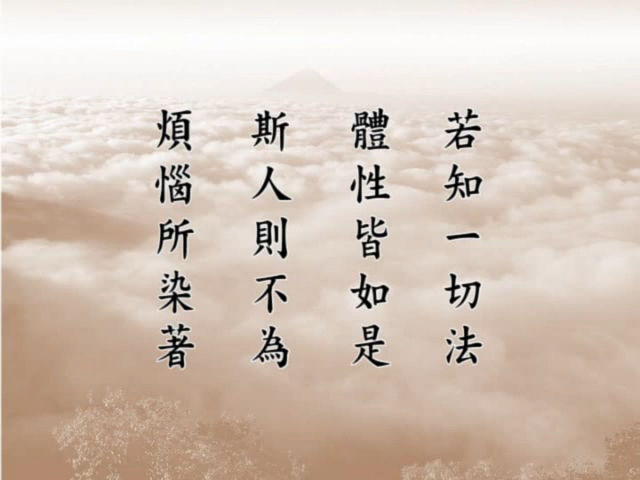 若知一切法
體性皆如是
斯人則不為
煩惱所染著